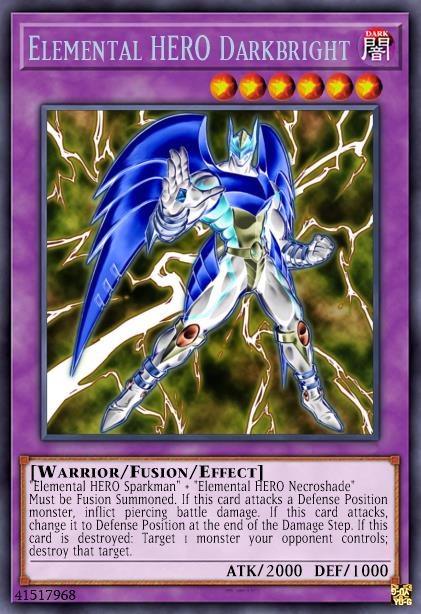 ELEMENTAL HERO DARKBRIGHT
DARK
闇
[WARRIOR/FUSION/EFFECT]
"Elemental HERO Sparkman" + "Elemental HERO Necroshade"
Must be Fusion Summoned. If this card attacks a Defense Position
monster, inflict piercing battle damage. If this card attacks,
change it to Defense Position at the end of the Damage Step. If this
card is destroyed: Target 1 monster your opponent controls;
destroy that target.
ATK/2000 DEF/1000
41517968